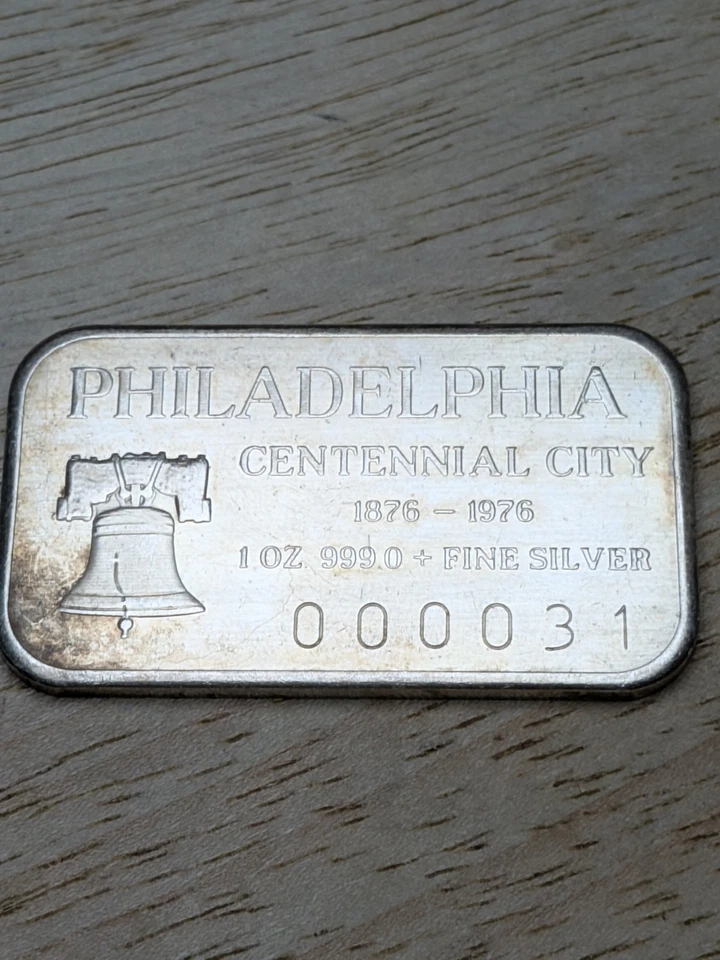 PHILADELPHIA
CENTENNIAL CITY
1876 – 1976
1 OZ 999.0 + FINE SILVER
000031